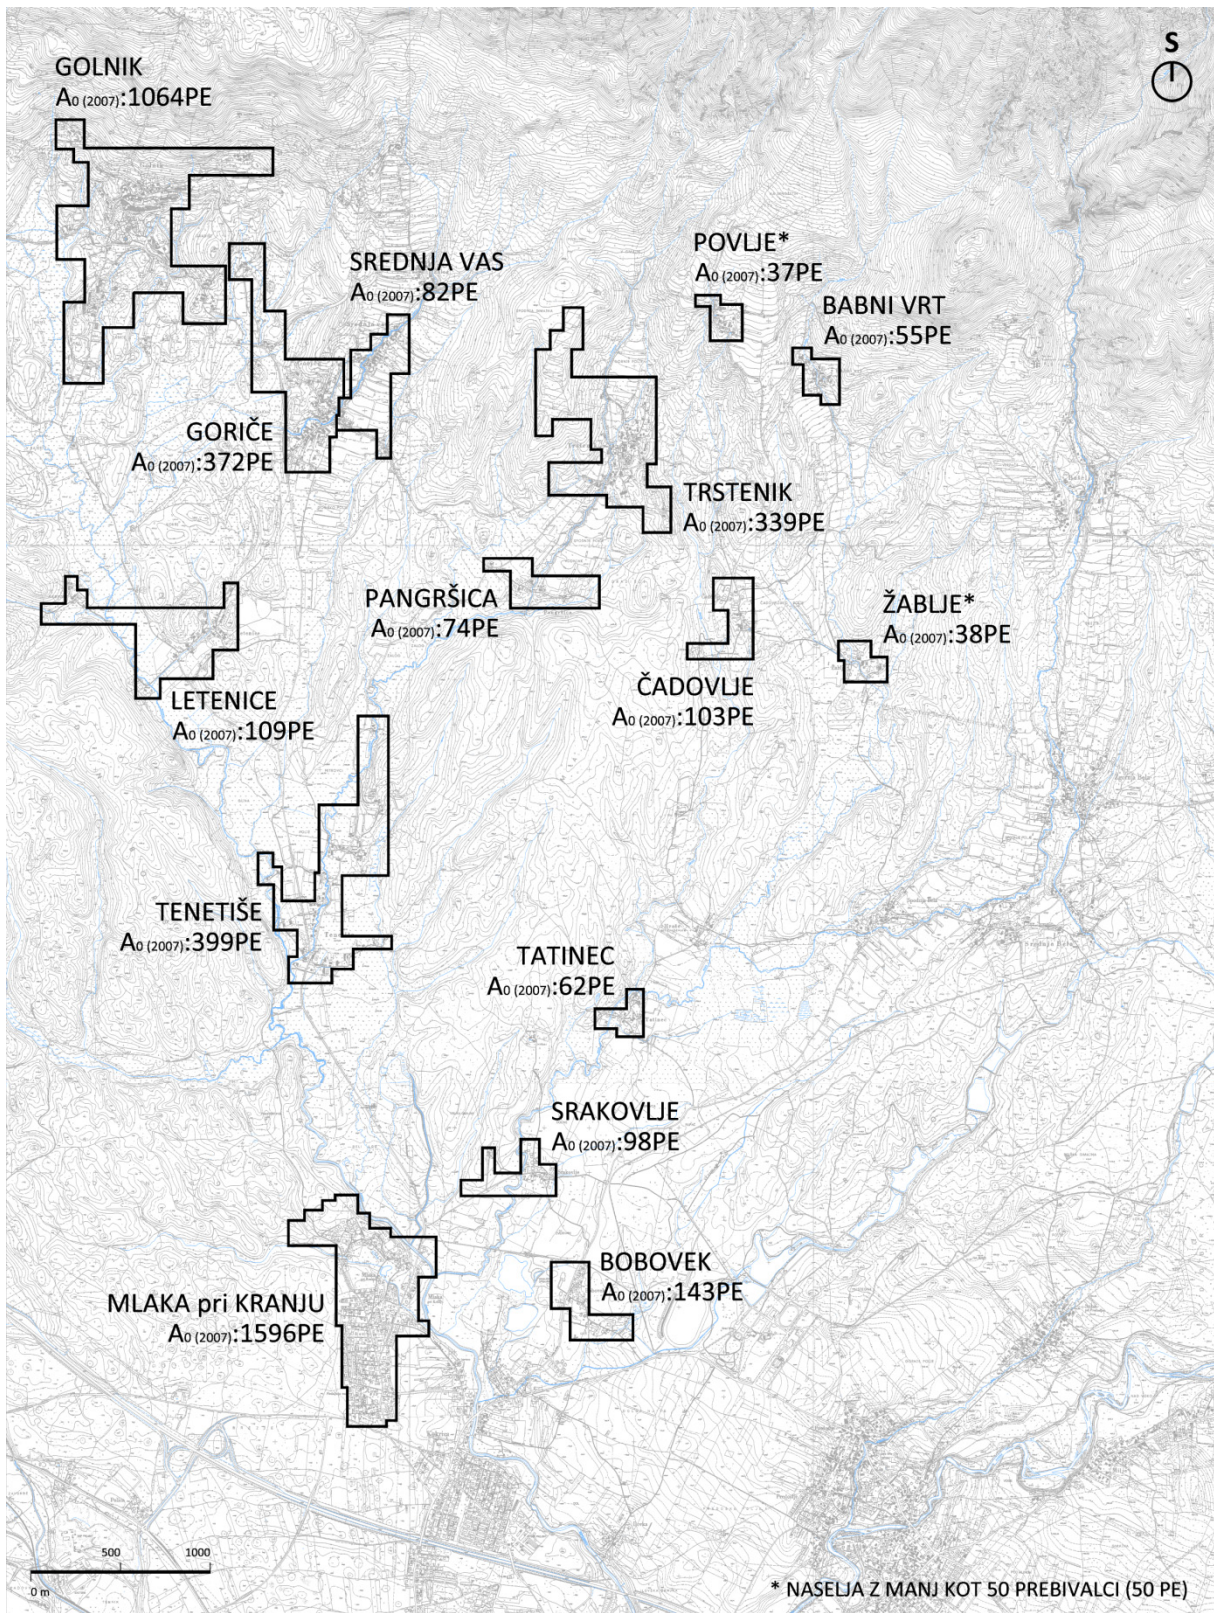 S
GOLNIK
A0 (2007):1064PE
SREDNJA VAS
A0 (2007):82PE
POVLJE*
A0 (2007):37PE
BABNI VRT
A0 (2007):55PE
GORIČE
A0 (2007):372PE
TRSTENIK
A0 (2007):339PE
PANGRŠICA
A0 (2007):74PE
ŽABLJE*
A0 (2007):38PE
ČADOVLJE
A0 (2007):103PE
LETENICE
A0 (2007):109PE
TENETIŠE
A0 (2007):399PE
TATINEC
A0 (2007):62PE
SRAKOVLJE
A0 (2007):98PE
BOBOVEK
A0 (2007):143PE
MLAKA pri KRANJU
A0 (2007):1596PE
500 1000
0 m
* NASELJA Z MANJ KOT 50 PREBIVALCI (50 PE)